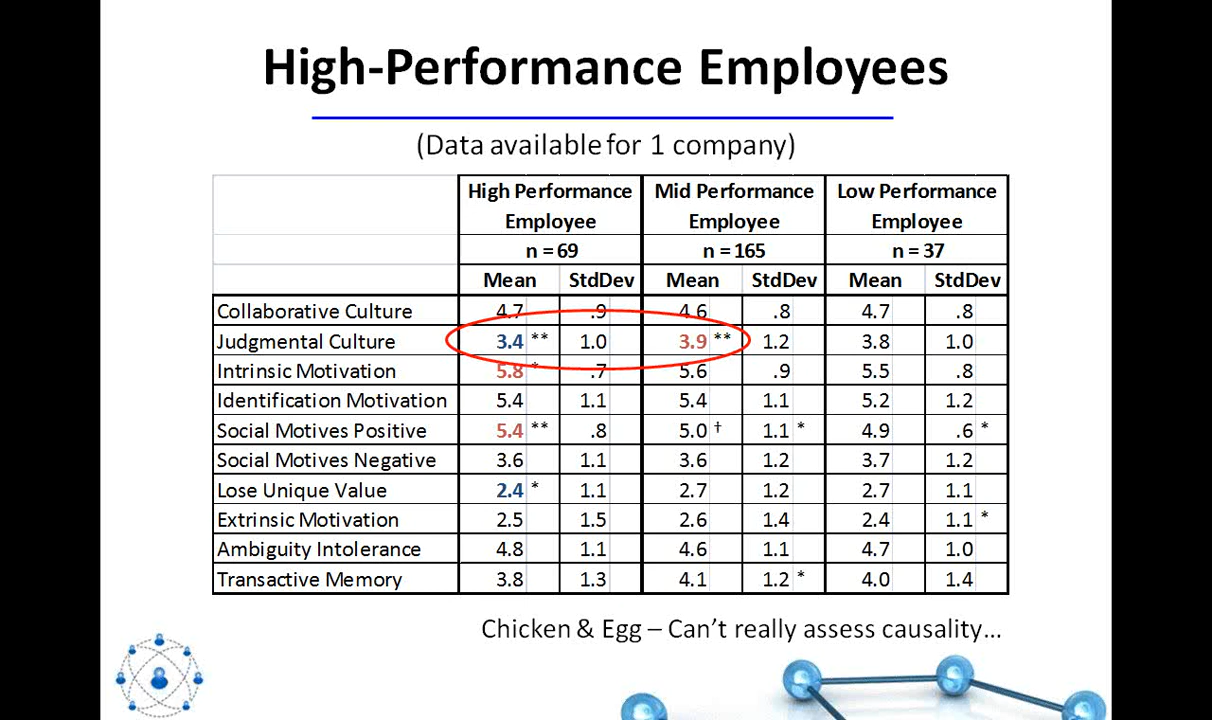 High-Performance Employees
(Data available for 1 company)
High Performance Employee Mid Performance Employee Low Performance Employee
n = 69 n = 165 n = 37
Mean StdDev Mean StdDev Mean StdDev
Collaborative Culture 4.7 .9 4.6 .8 4.7 .8
Judgmental Culture 3.4 ** 1.0 3.9 ** 1.2 3.8 1.0
Intrinsic Motivation 5.8 * .7 5.6 .9 5.5 .8
Identification Motivation 5.4 1.1 5.4 1.1 5.2 1.2
Social Motives Positive 5.4 ** .8 5.0 † 1.1 * 4.9 .6 *
Social Motives Negative 3.6 1.1 3.6 1.2 3.7 1.2
Lose Unique Value 2.4 * 1.1 2.7 1.2 2.7 1.1
Extrinsic Motivation 2.5 1.5 2.6 1.4 2.4 1.1 *
Ambiguity Intolerance 4.8 1.1 4.6 1.1 4.7 1.0
Transactive Memory 3.8 1.3 4.1 1.2 * 4.0 1.4
Chicken & Egg – Can't really assess causality…